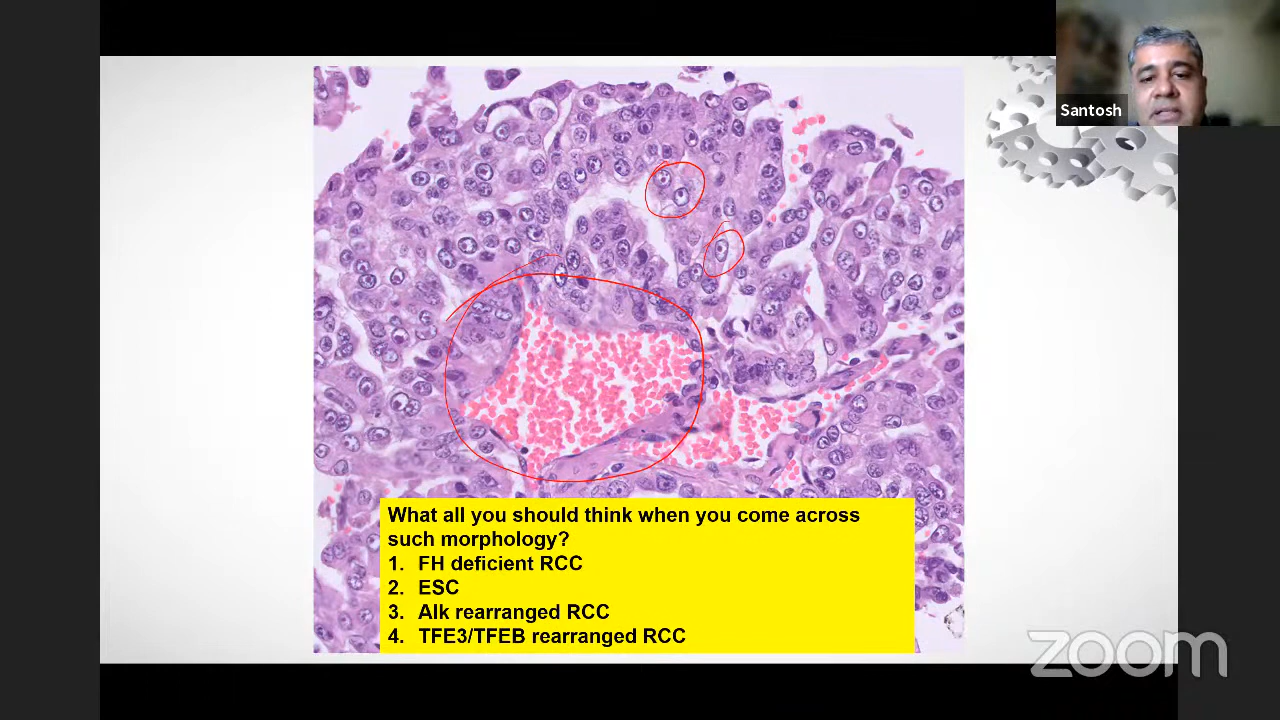 Santosh
What all you should think when you come across
such morphology?
1. FH deficient RCC
2. ESC
3. Alk rearranged RCC
4. TFE3/TFEB rearranged RCC
zoom